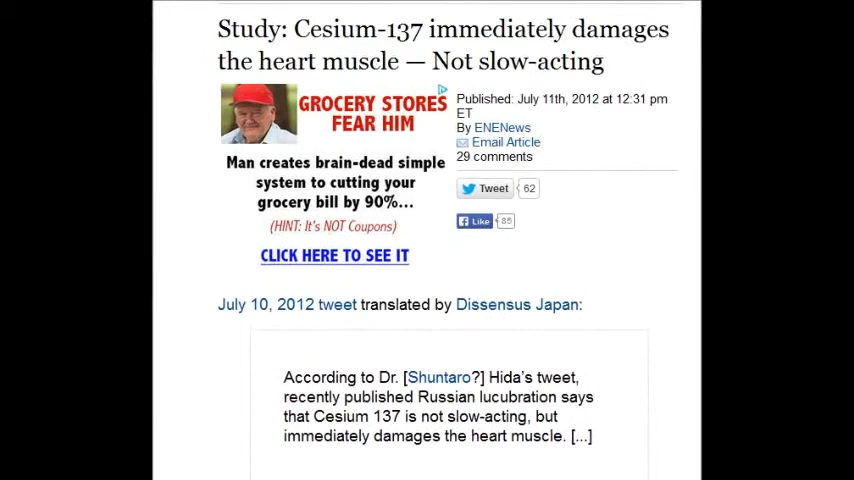 Study: Cesium-137 immediately damages
the heart muscle — Not slow-acting
GROCERY STORES
FEAR HIM
Man creates brain-dead simple
system to cutting your
grocery bill by 90%...
(HINT: It's NOT Coupons)
CLICK HERE TO SEE IT
Published: July 11th, 2012 at 12:31 pm
ET
By ENENews
Email Article
29 comments
Tweet 62
Like 85
July 10, 2012 tweet translated by Dissensus Japan:
According to Dr. [Shuntaro?] Hida's tweet,
recently published Russian lucubration says
that Cesium 137 is not slow-acting, but
immediately damages the heart muscle. [...]